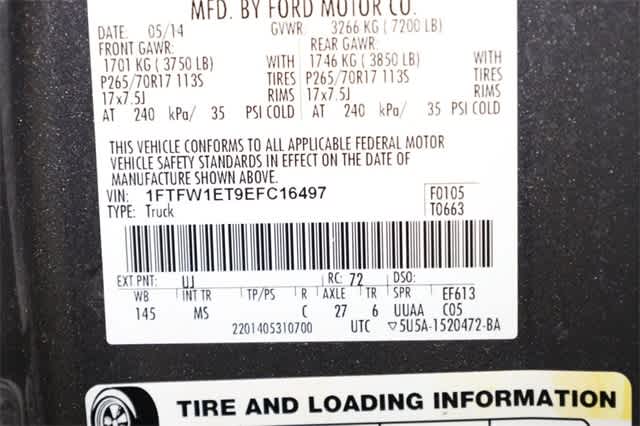 MFD. BY FORD MOTOR CO.
DATE: 05/14 GVWR: 3266 KG ( 7200 LB)
FRONT GAWR: REAR GAWR:
1701 KG ( 3750 LB) WITH 1746 KG ( 3850 LB) WITH
P265/70R17 113S TIRES P265/70R17 113S TIRES
17x7.5J RIMS 17x7.5J RIMS
AT 240 kPa/ 35 PSI COLD AT 240 kPa/ 35 PSI COLD
THIS VEHICLE CONFORMS TO ALL APPLICABLE FEDERAL MOTOR
VEHICLE SAFETY STANDARDS IN EFFECT ON THE DATE OF
MANUFACTURE SHOWN ABOVE.
VIN: 1FTFW1ET9EFC16497 F0105
TYPE: Truck T0663
EXT PNT: UJ RC: 72 DSO:
WB INT TR TP/PS R AXLE TR SPR EF613
145 MS C 27 6 UUAA C05
2201405310700 UTC ▽5U5A-1520472-BA
TIRE AND LOADING INFORMATION